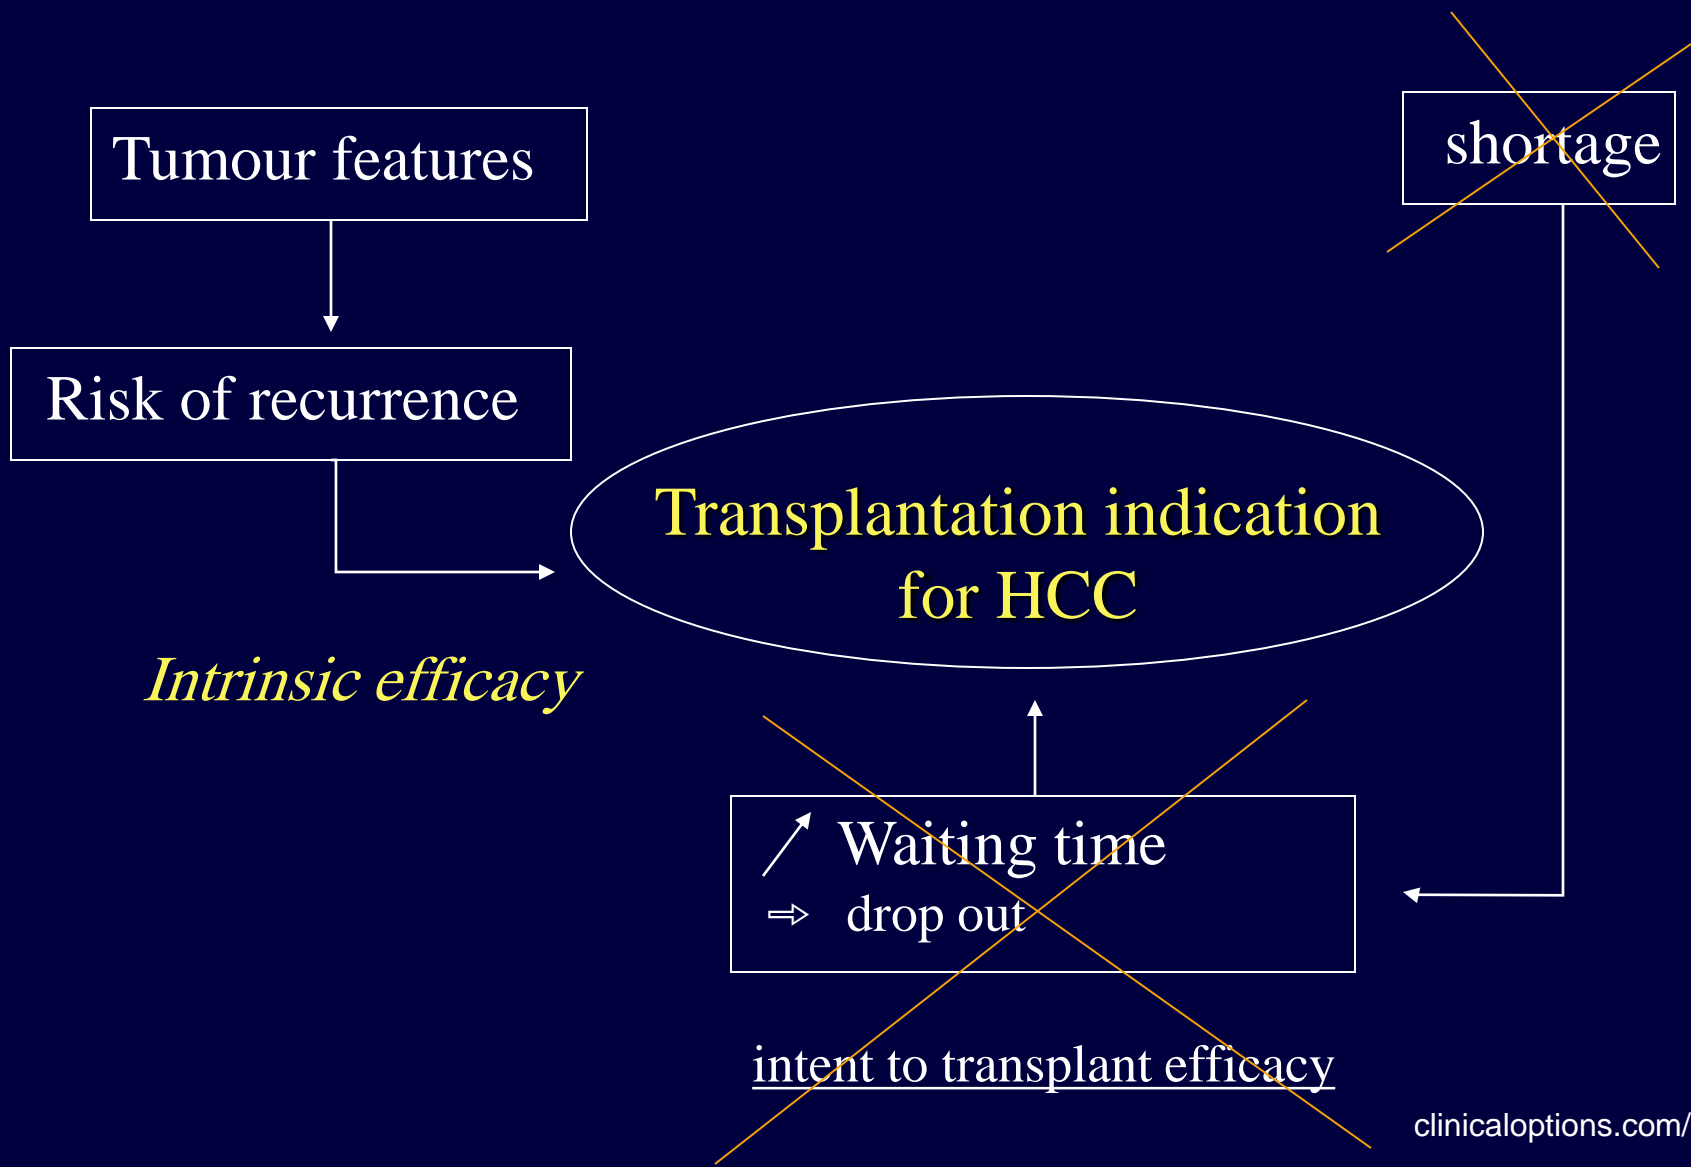 Tumour features
shortage
Risk of recurrence
Transplantation indication
for HCC
Intrinsic efficacy
Waiting time
⇨ drop out
intent to transplant efficacy
clinicaloptions.com/